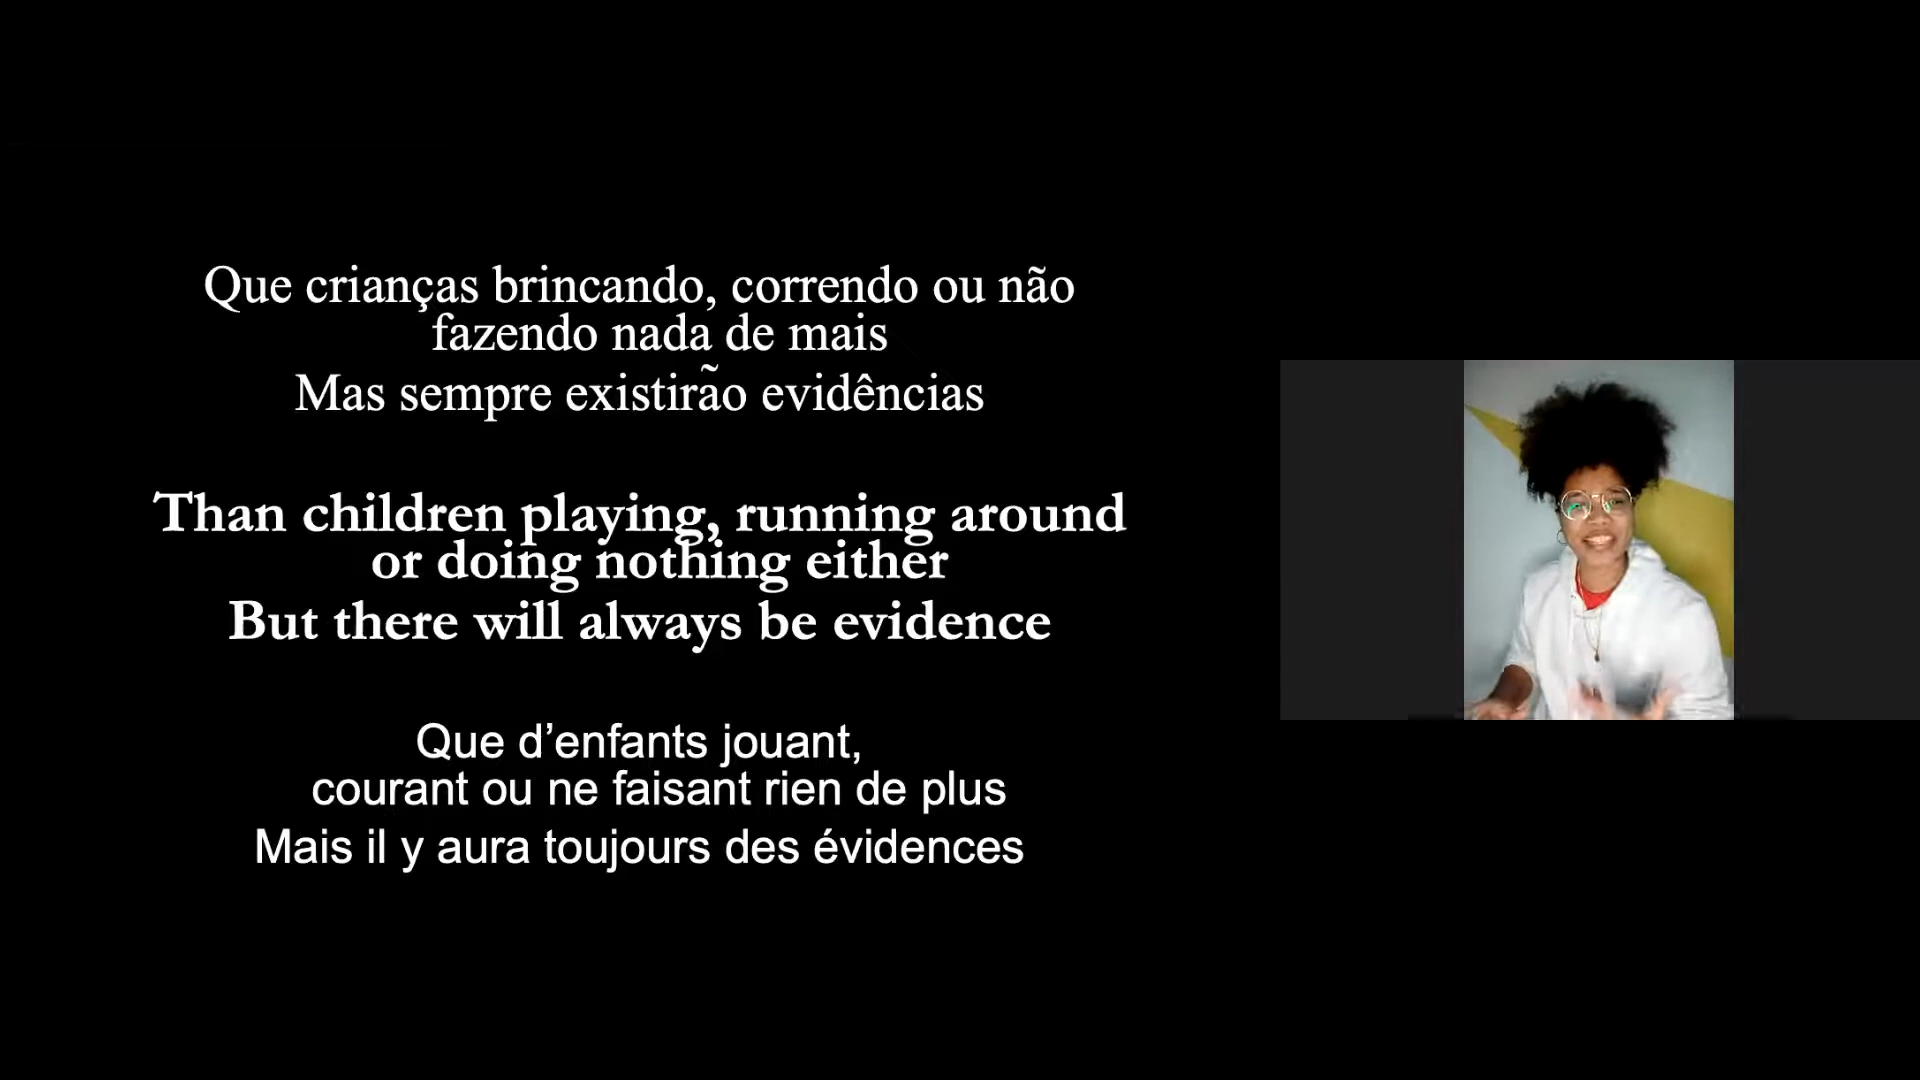 Que crianças brincando, correndo ou não
fazendo nada de mais
Mas sempre existirão evidências
Than children playing, running around
or doing nothing either
But there will always be evidence
Que d’enfants jouant,
courant ou ne faisant rien de plus
Mais il y aura toujours des évidences